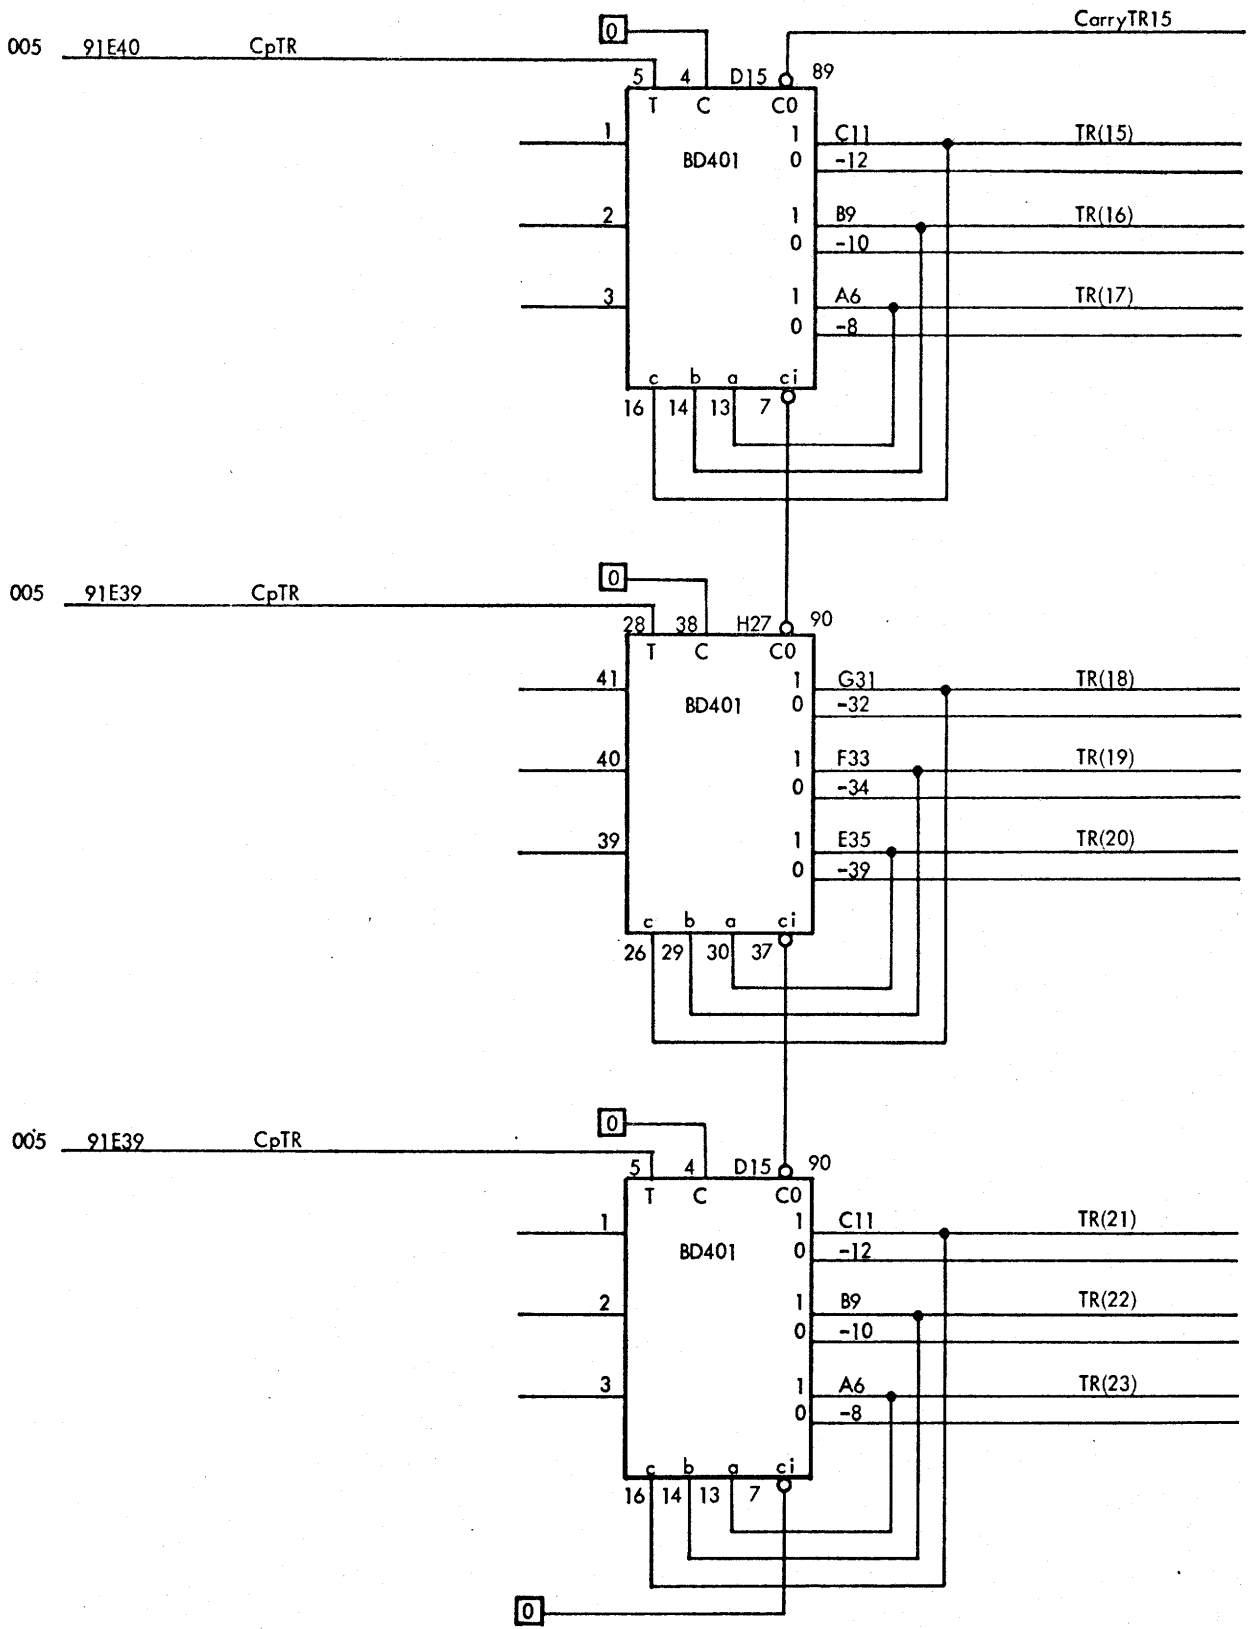 0 CarryTR15
005 91E40 CpTR
5 4 D15 89
T C C0
1 1 C11 TR(15)
BD401 0 -12
2 1 B9 TR(16)
0 -10
3 1 A6 TR(17)
0 -8
c b a ci
16 14 13 7
0
005 91E39 CpTR
28 38 H27 90
T C C0
41 1 G31 TR(18)
BD401 0 -32
40 1 F33 TR(19)
0 -34
39 1 E35 TR(20)
0 -39
c b a ci
26 29 30 37
0
005 91E39 CpTR
5 4 D15 90
T C C0
1 1 C11 TR(21)
BD401 0 -12
2 1 B9 TR(22)
0 -10
3 1 A6 TR(23)
0 -8
c b a ci
16 14 13 7
0